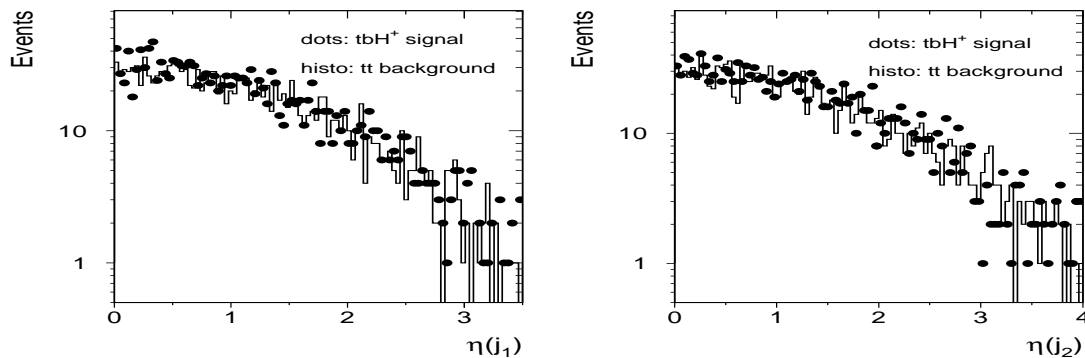 Events
dots: tbH⁺ signal
histo: tt background
10
1
0 1 2 3
η(j₁)
Events
dots: tbH⁺ signal
histo: tt background
10
1
0 1 2 3 4
η(j₂)